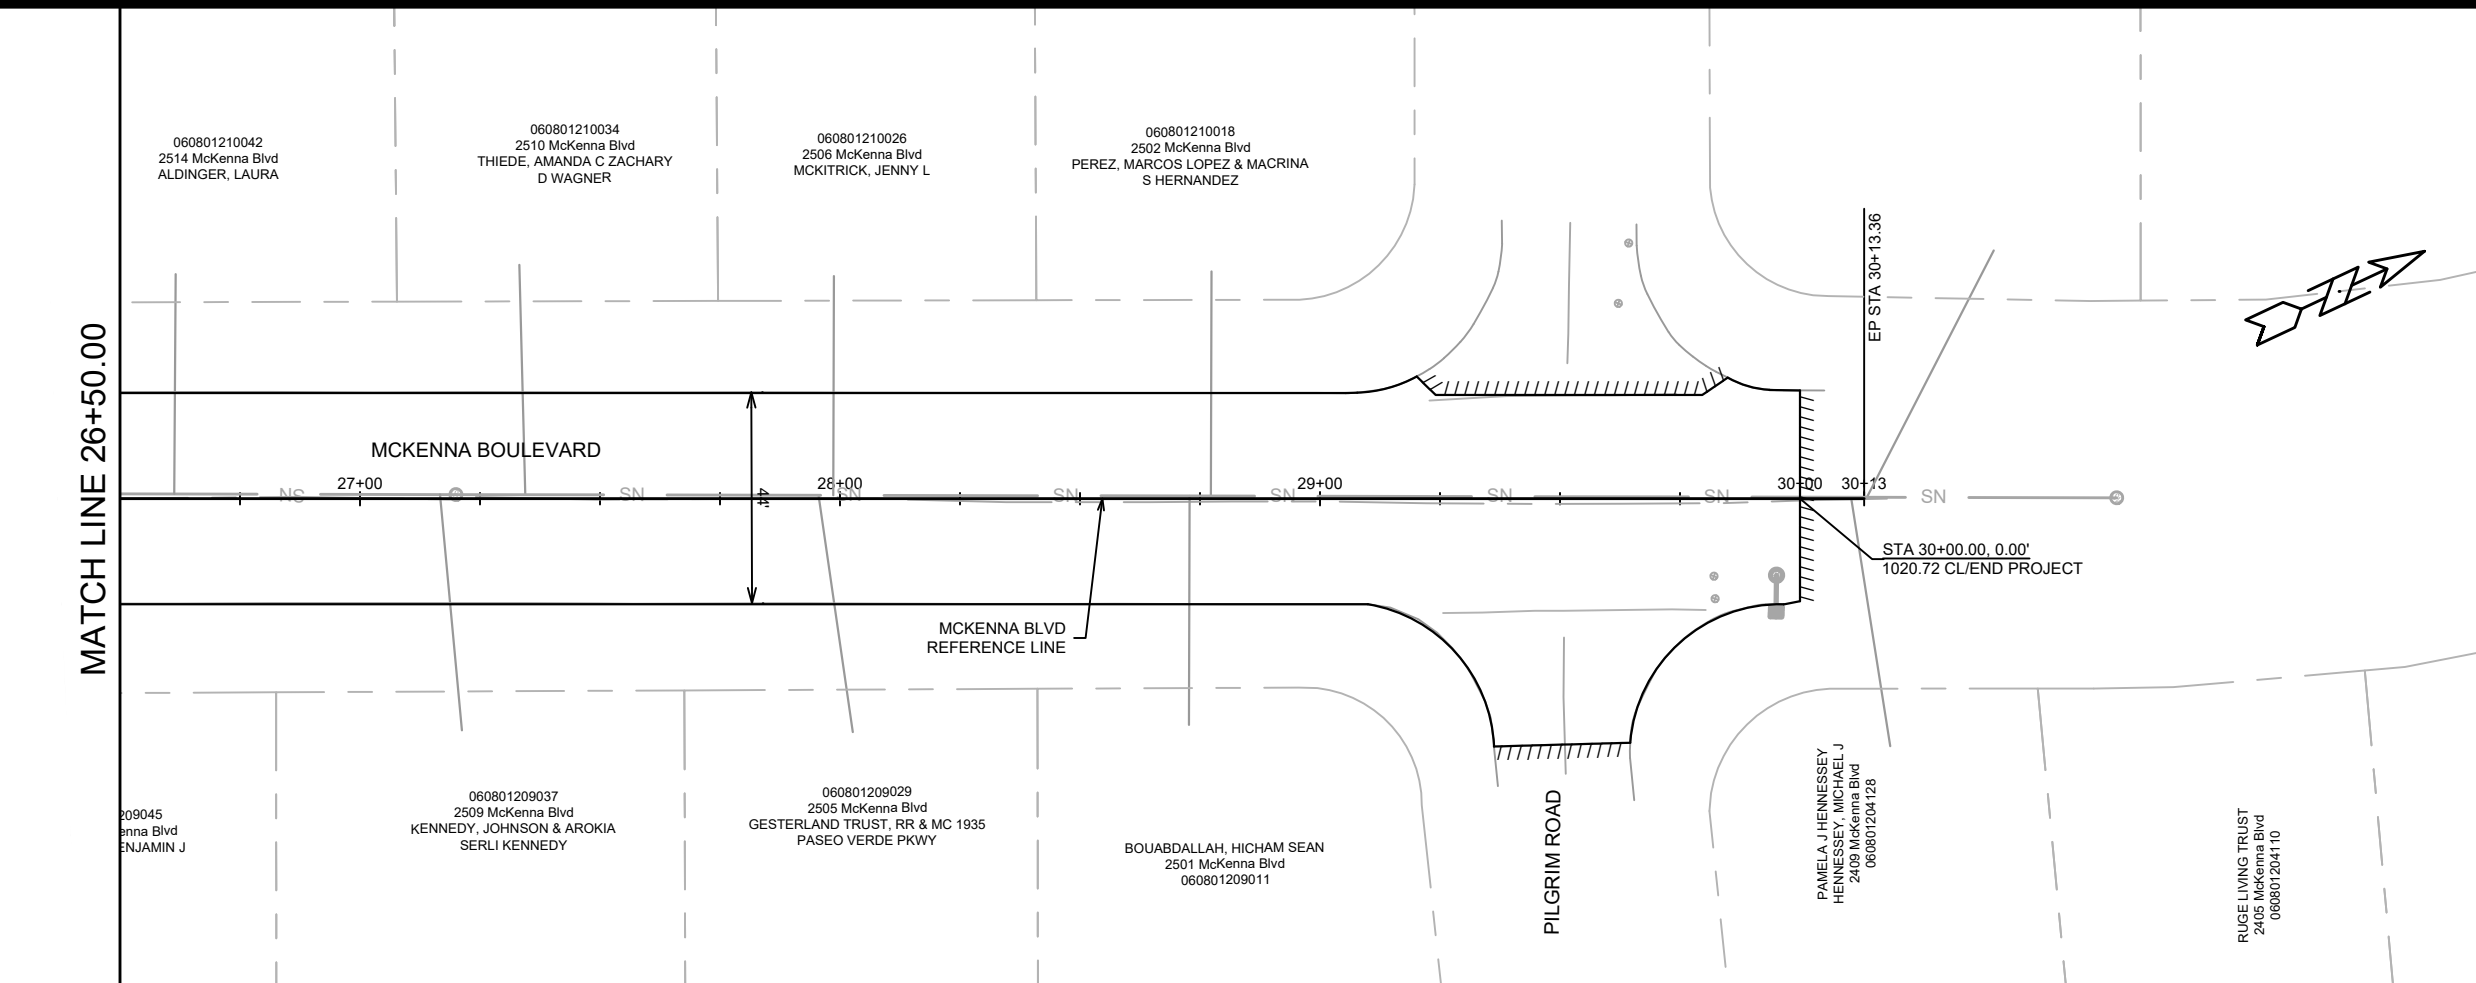 060801210042
2514 McKenna Blvd
ALDINGER, LAURA
060801210034
2510 McKenna Blvd
THIEDE, AMANDA C ZACHARY
D WAGNER
060801210026
2506 McKenna Blvd
MCKITRICK, JENNY L
060801210018
2502 McKenna Blvd
PEREZ, MARCOS LOPEZ & MACRINA
S HERNANDEZ
EP STA 30+13.36
MATCH LINE 26+50.00
MCKENNA BOULEVARD
27+00
28+00
29+00
30+00
30+13
NS
SN
SN
SN
SN
SN
SN
SN
44'
STA 30+00.00, 0.00'
1020.72 CL/END PROJECT
MCKENNA BLVD
REFERENCE LINE
209045
enna Blvd
ENJAMIN J
060801209037
2509 McKenna Blvd
KENNEDY, JOHNSON & AROKIA
SERLI KENNEDY
060801209029
2505 McKenna Blvd
GESTERLAND TRUST, RR & MC 1935
PASEO VERDE PKWY
BOUABDALLAH, HICHAM SEAN
2501 McKenna Blvd
060801209011
PILGRIM ROAD
PAMELA J HENNESSEY
HENNESSEY, MICHAEL J
2409 McKenna Blvd
060801204128
RUGE LIVING TRUST
2405 McKenna Blvd
060801204110